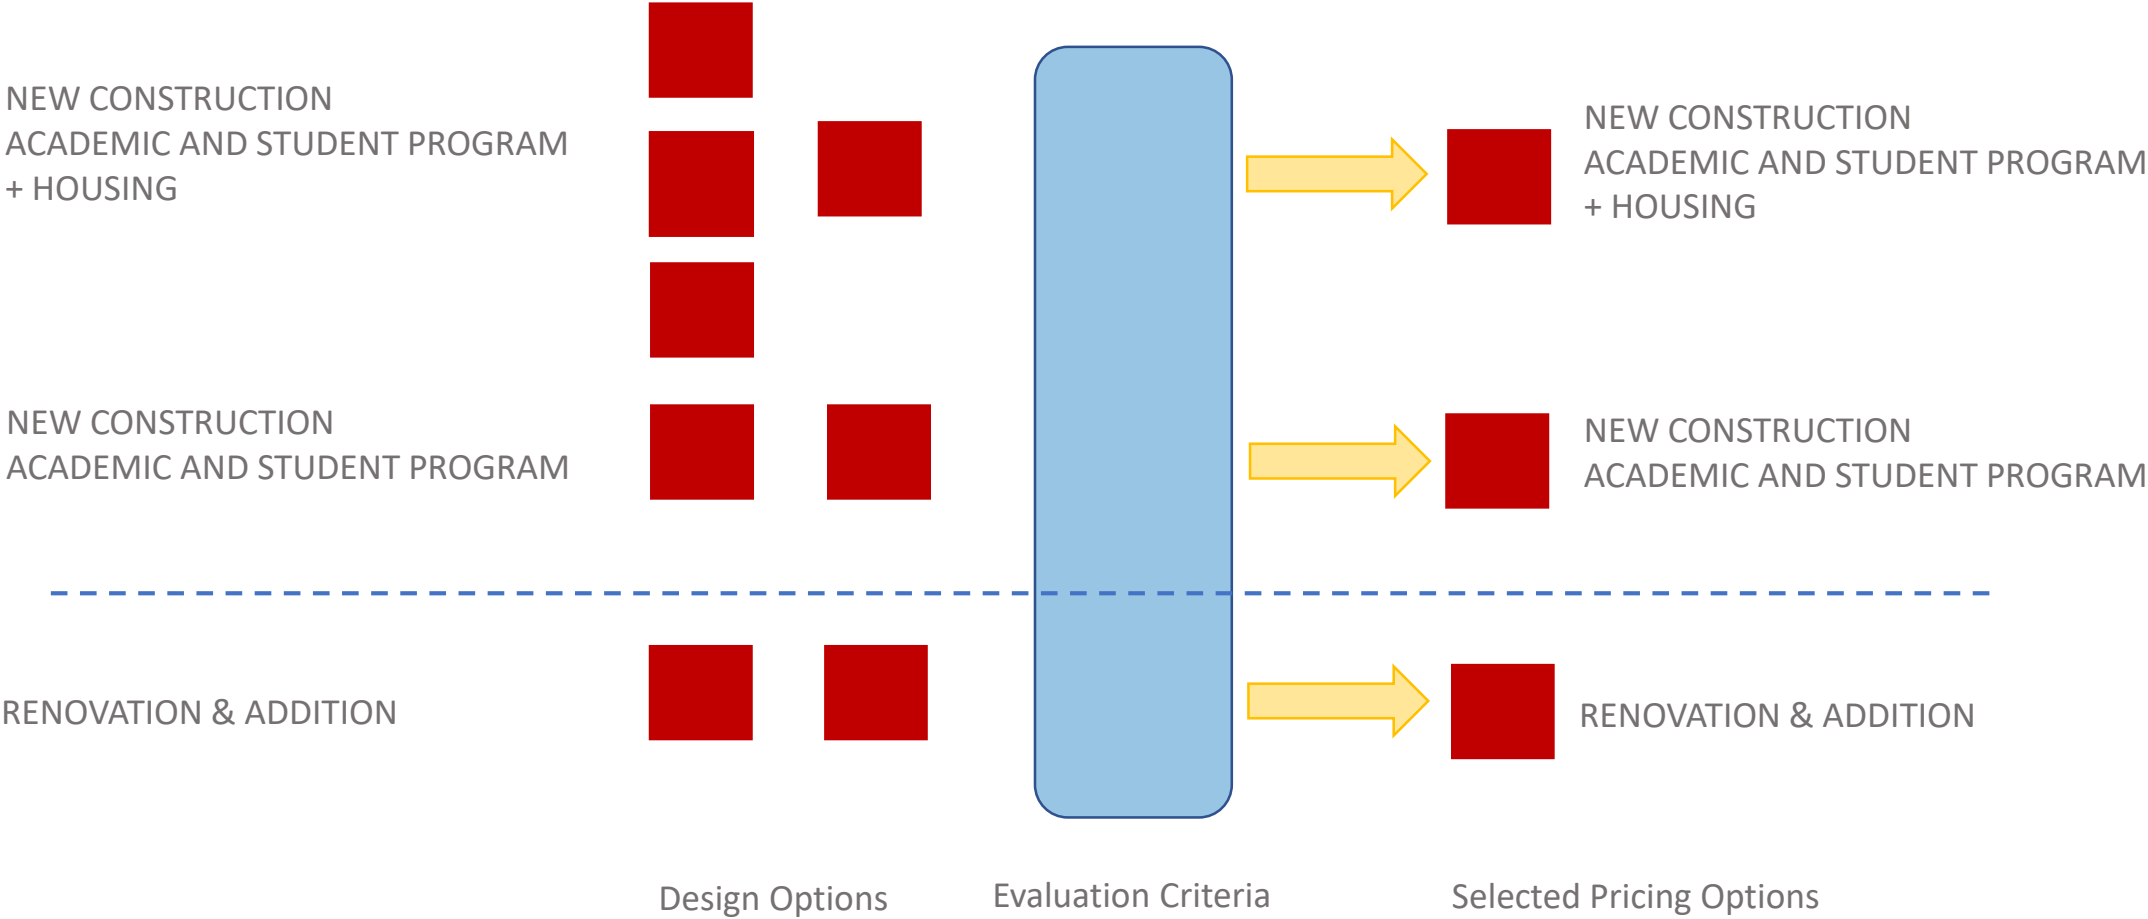 NEW CONSTRUCTION
ACADEMIC AND STUDENT PROGRAM
+ HOUSING
NEW CONSTRUCTION
ACADEMIC AND STUDENT PROGRAM
+ HOUSING
NEW CONSTRUCTION
ACADEMIC AND STUDENT PROGRAM
NEW CONSTRUCTION
ACADEMIC AND STUDENT PROGRAM
RENOVATION & ADDITION
RENOVATION & ADDITION
Design Options
Evaluation Criteria
Selected Pricing Options